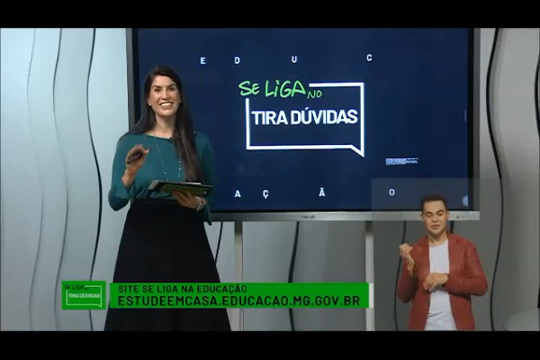 E D U C
SE LIGA NO
TIRA DÚVIDAS
A Ç Ã O
Se LiGA NO
TIRA DÚVIDAS
SITE SE LIGA NA EDUCAÇÃO
ESTUDEEMCASA.EDUCACAO.MG.GOV.BR